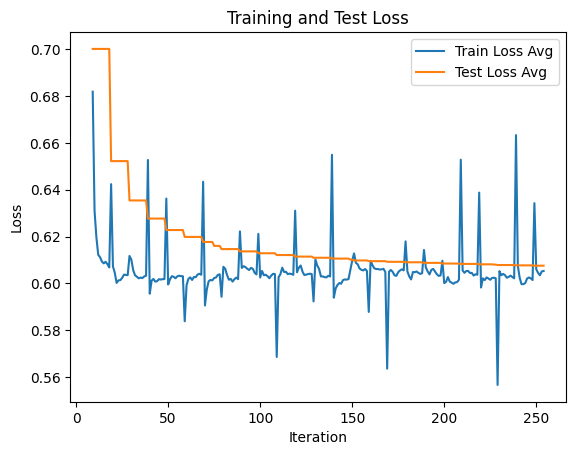 Training and Test Loss
Train Loss Avg
Test Loss Avg
Loss
0.70
0.68
0.66
0.64
0.62
0.60
0.58
0.56
0
50
100
150
200
250
Iteration